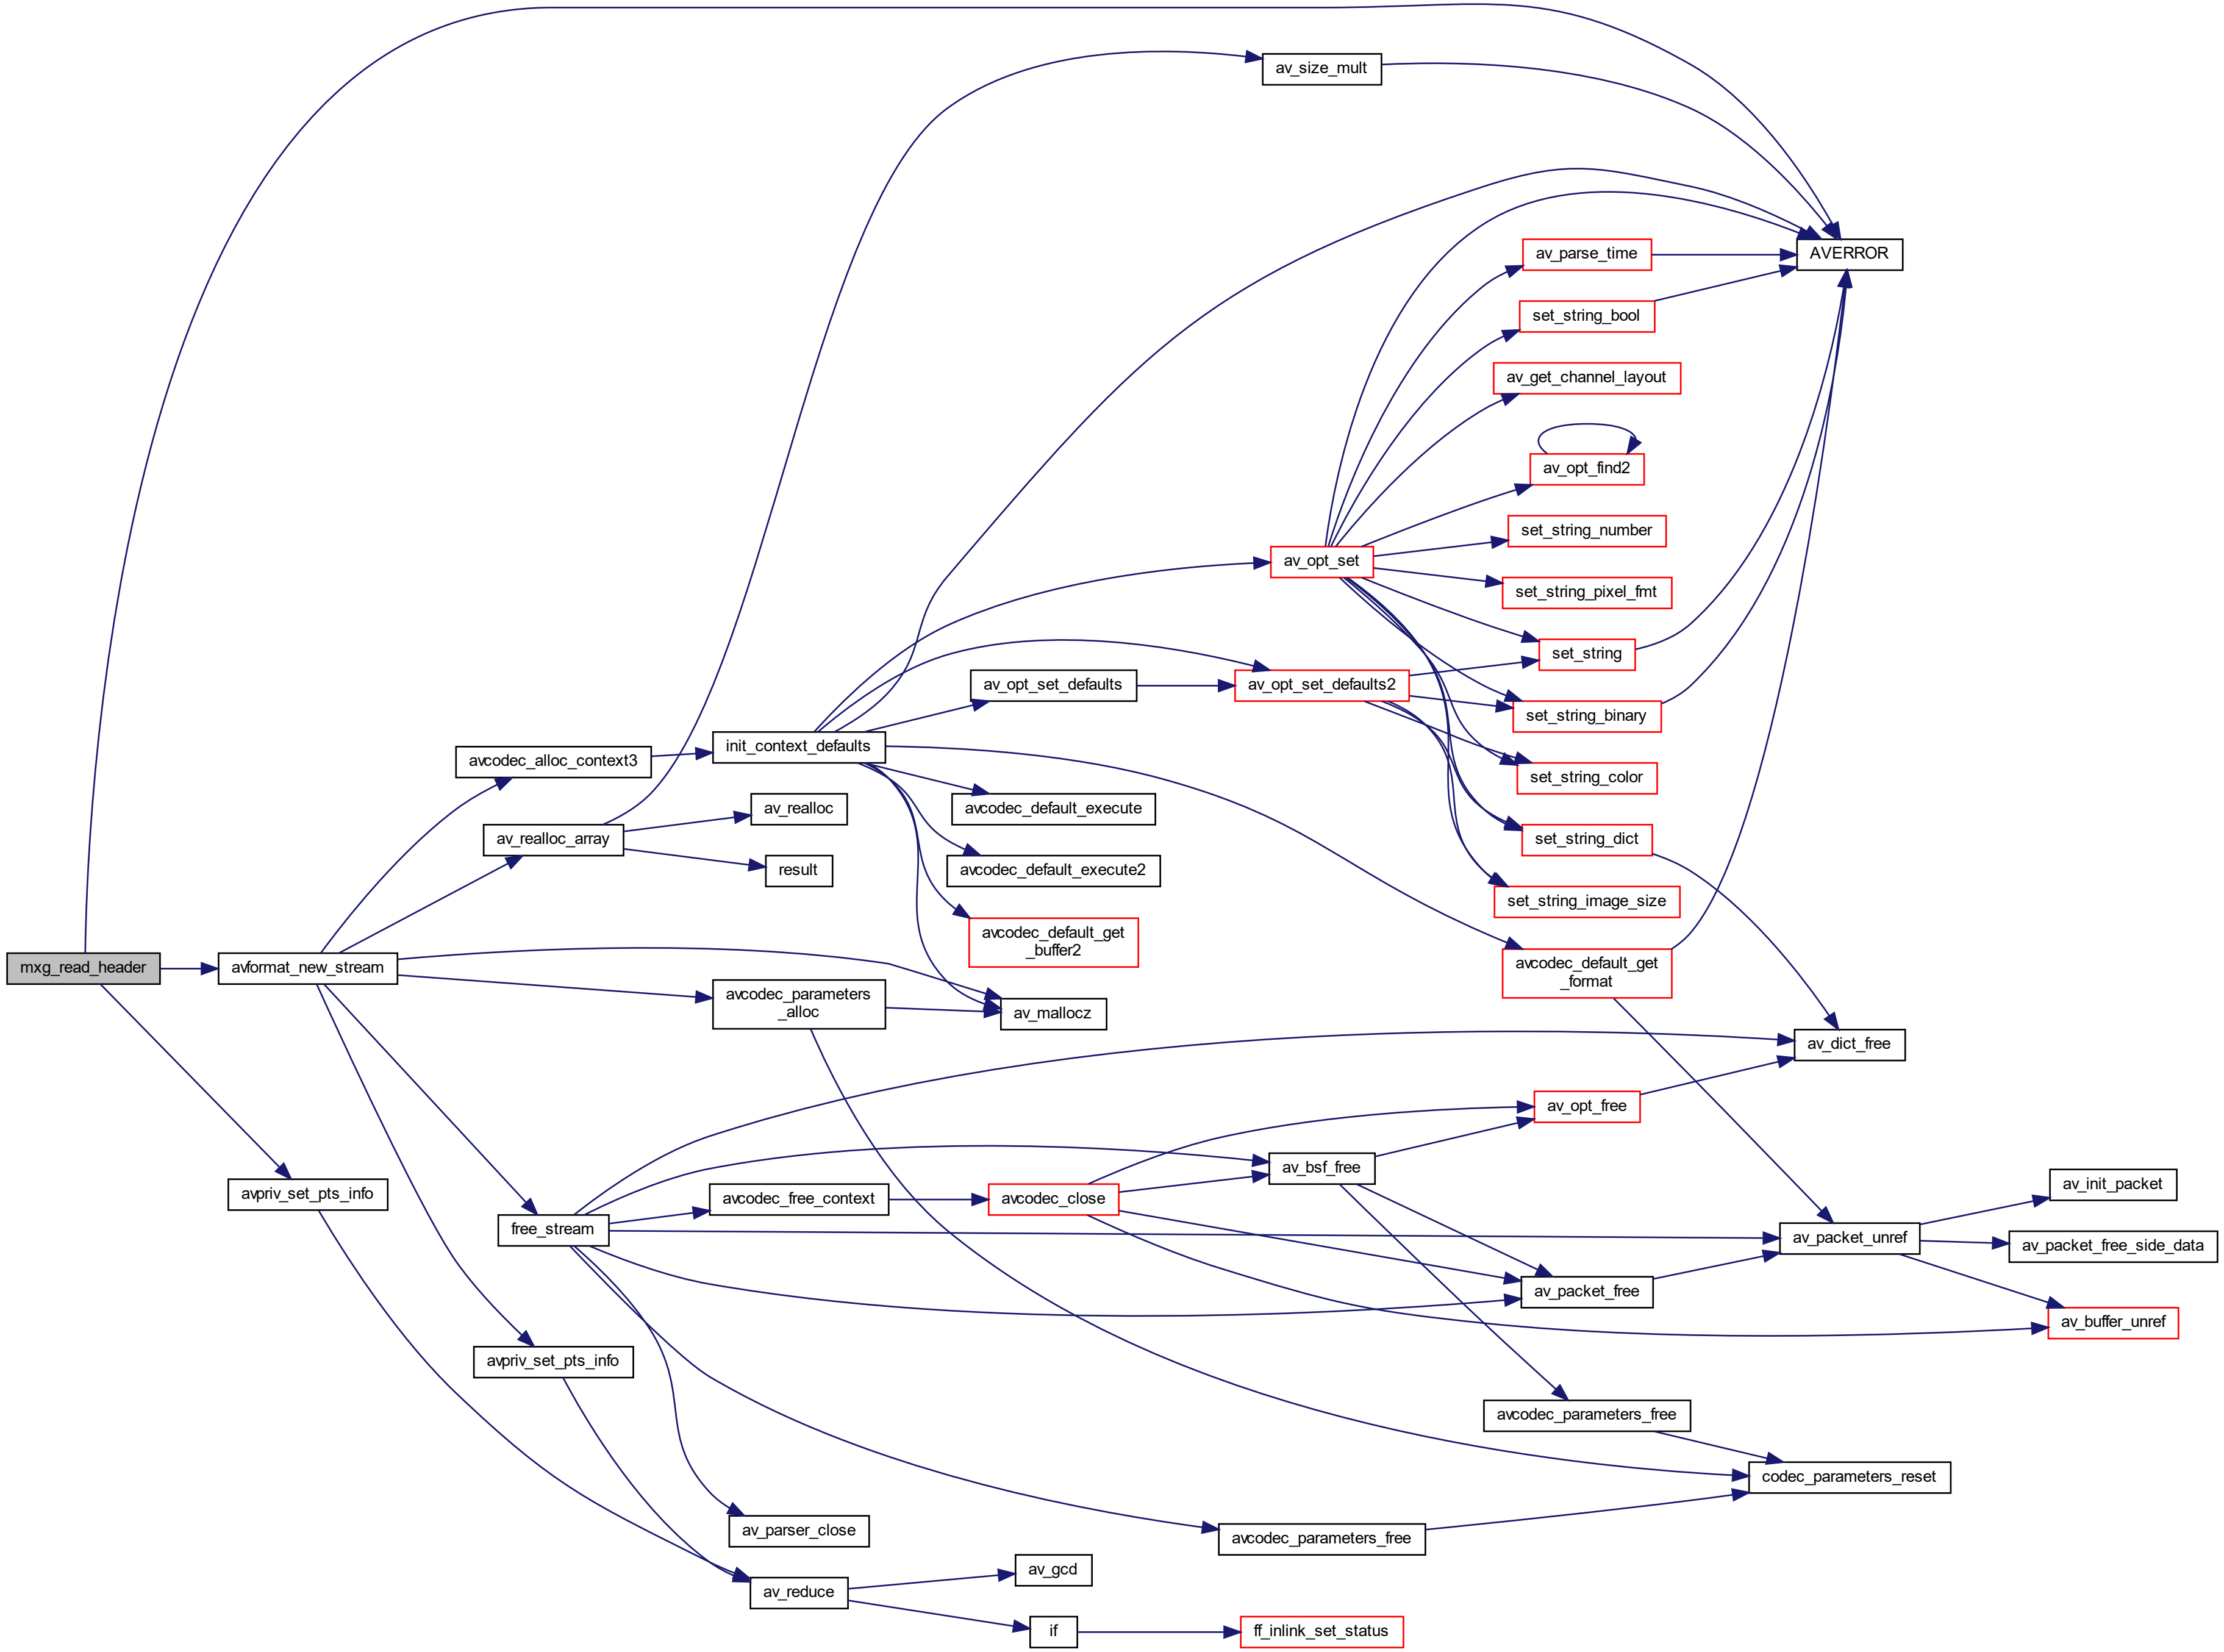 av_size_mult
AVERROR
av_parse_time
set_string_bool
av_get_channel_layout
av_opt_find2
set_string_number
av_opt_set
set_string_pixel_fmt
set_string
av_opt_set_defaults
av_opt_set_defaults2
set_string_binary
init_context_defaults
avcodec_alloc_context3
set_string_color
avcodec_default_execute
av_realloc
av_realloc_array
set_string_dict
result
avcodec_default_execute2
set_string_image_size
avcodec_default_get
_buffer2
mxg_read_header
avformat_new_stream
avcodec_default_get
_format
avcodec_parameters
_alloc
av_mallocz
av_dict_free
av_opt_free
av_bsf_free
avpriv_set_pts_info
avcodec_free_context
avcodec_close
av_init_packet
free_stream
av_packet_unref
av_packet_free_side_data
av_packet_free
av_buffer_unref
avpriv_set_pts_info
avcodec_parameters_free
codec_parameters_reset
av_parser_close
avcodec_parameters_free
av_gcd
av_reduce
if
ff_inlink_set_status